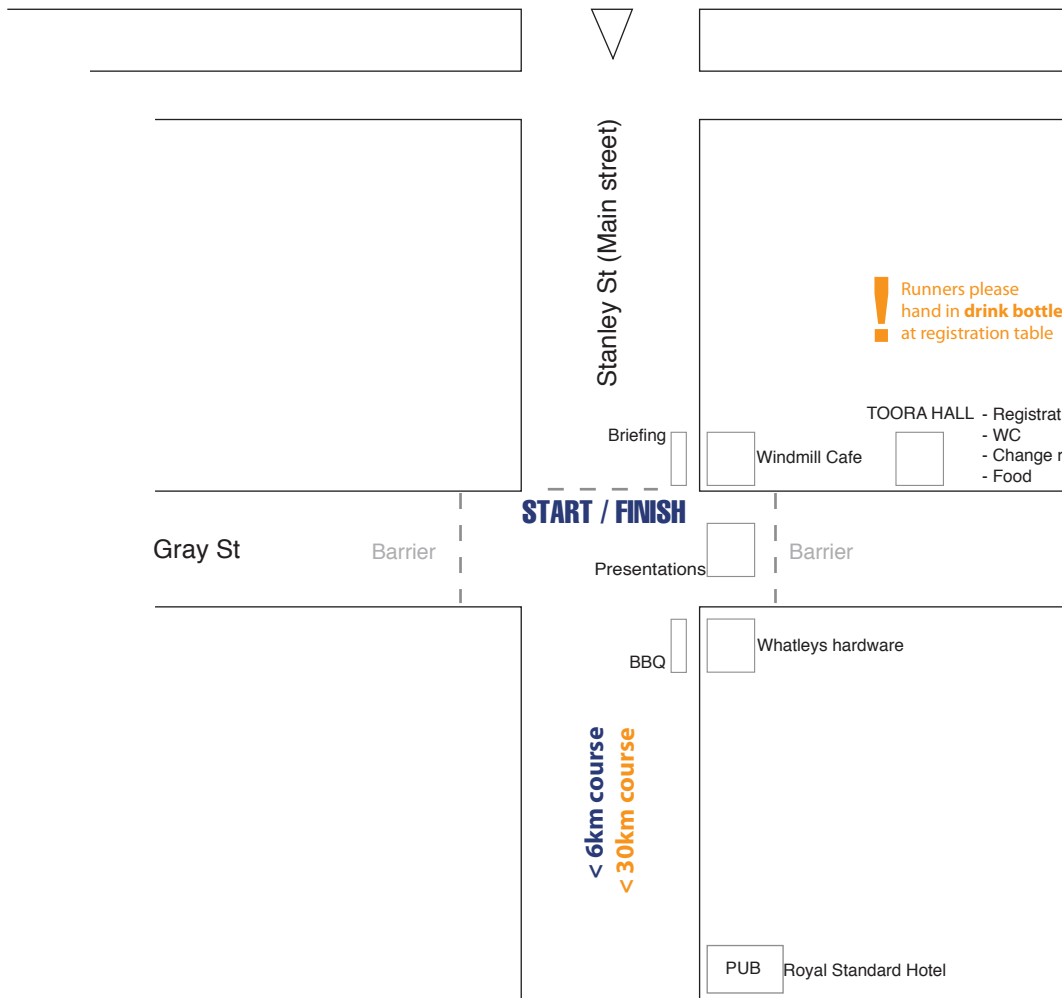 Stanley St (Main street)
!
Runners please
hand in drink bottle
at registration table
TOORA HALL
- Registrat
- WC
- Change r
- Food
Briefing
Windmill Cafe
START / FINISH
Gray St
Barrier
Barrier
Presentations
Whatleys hardware
BBQ
< 6km course
< 30km course
PUB
Royal Standard Hotel